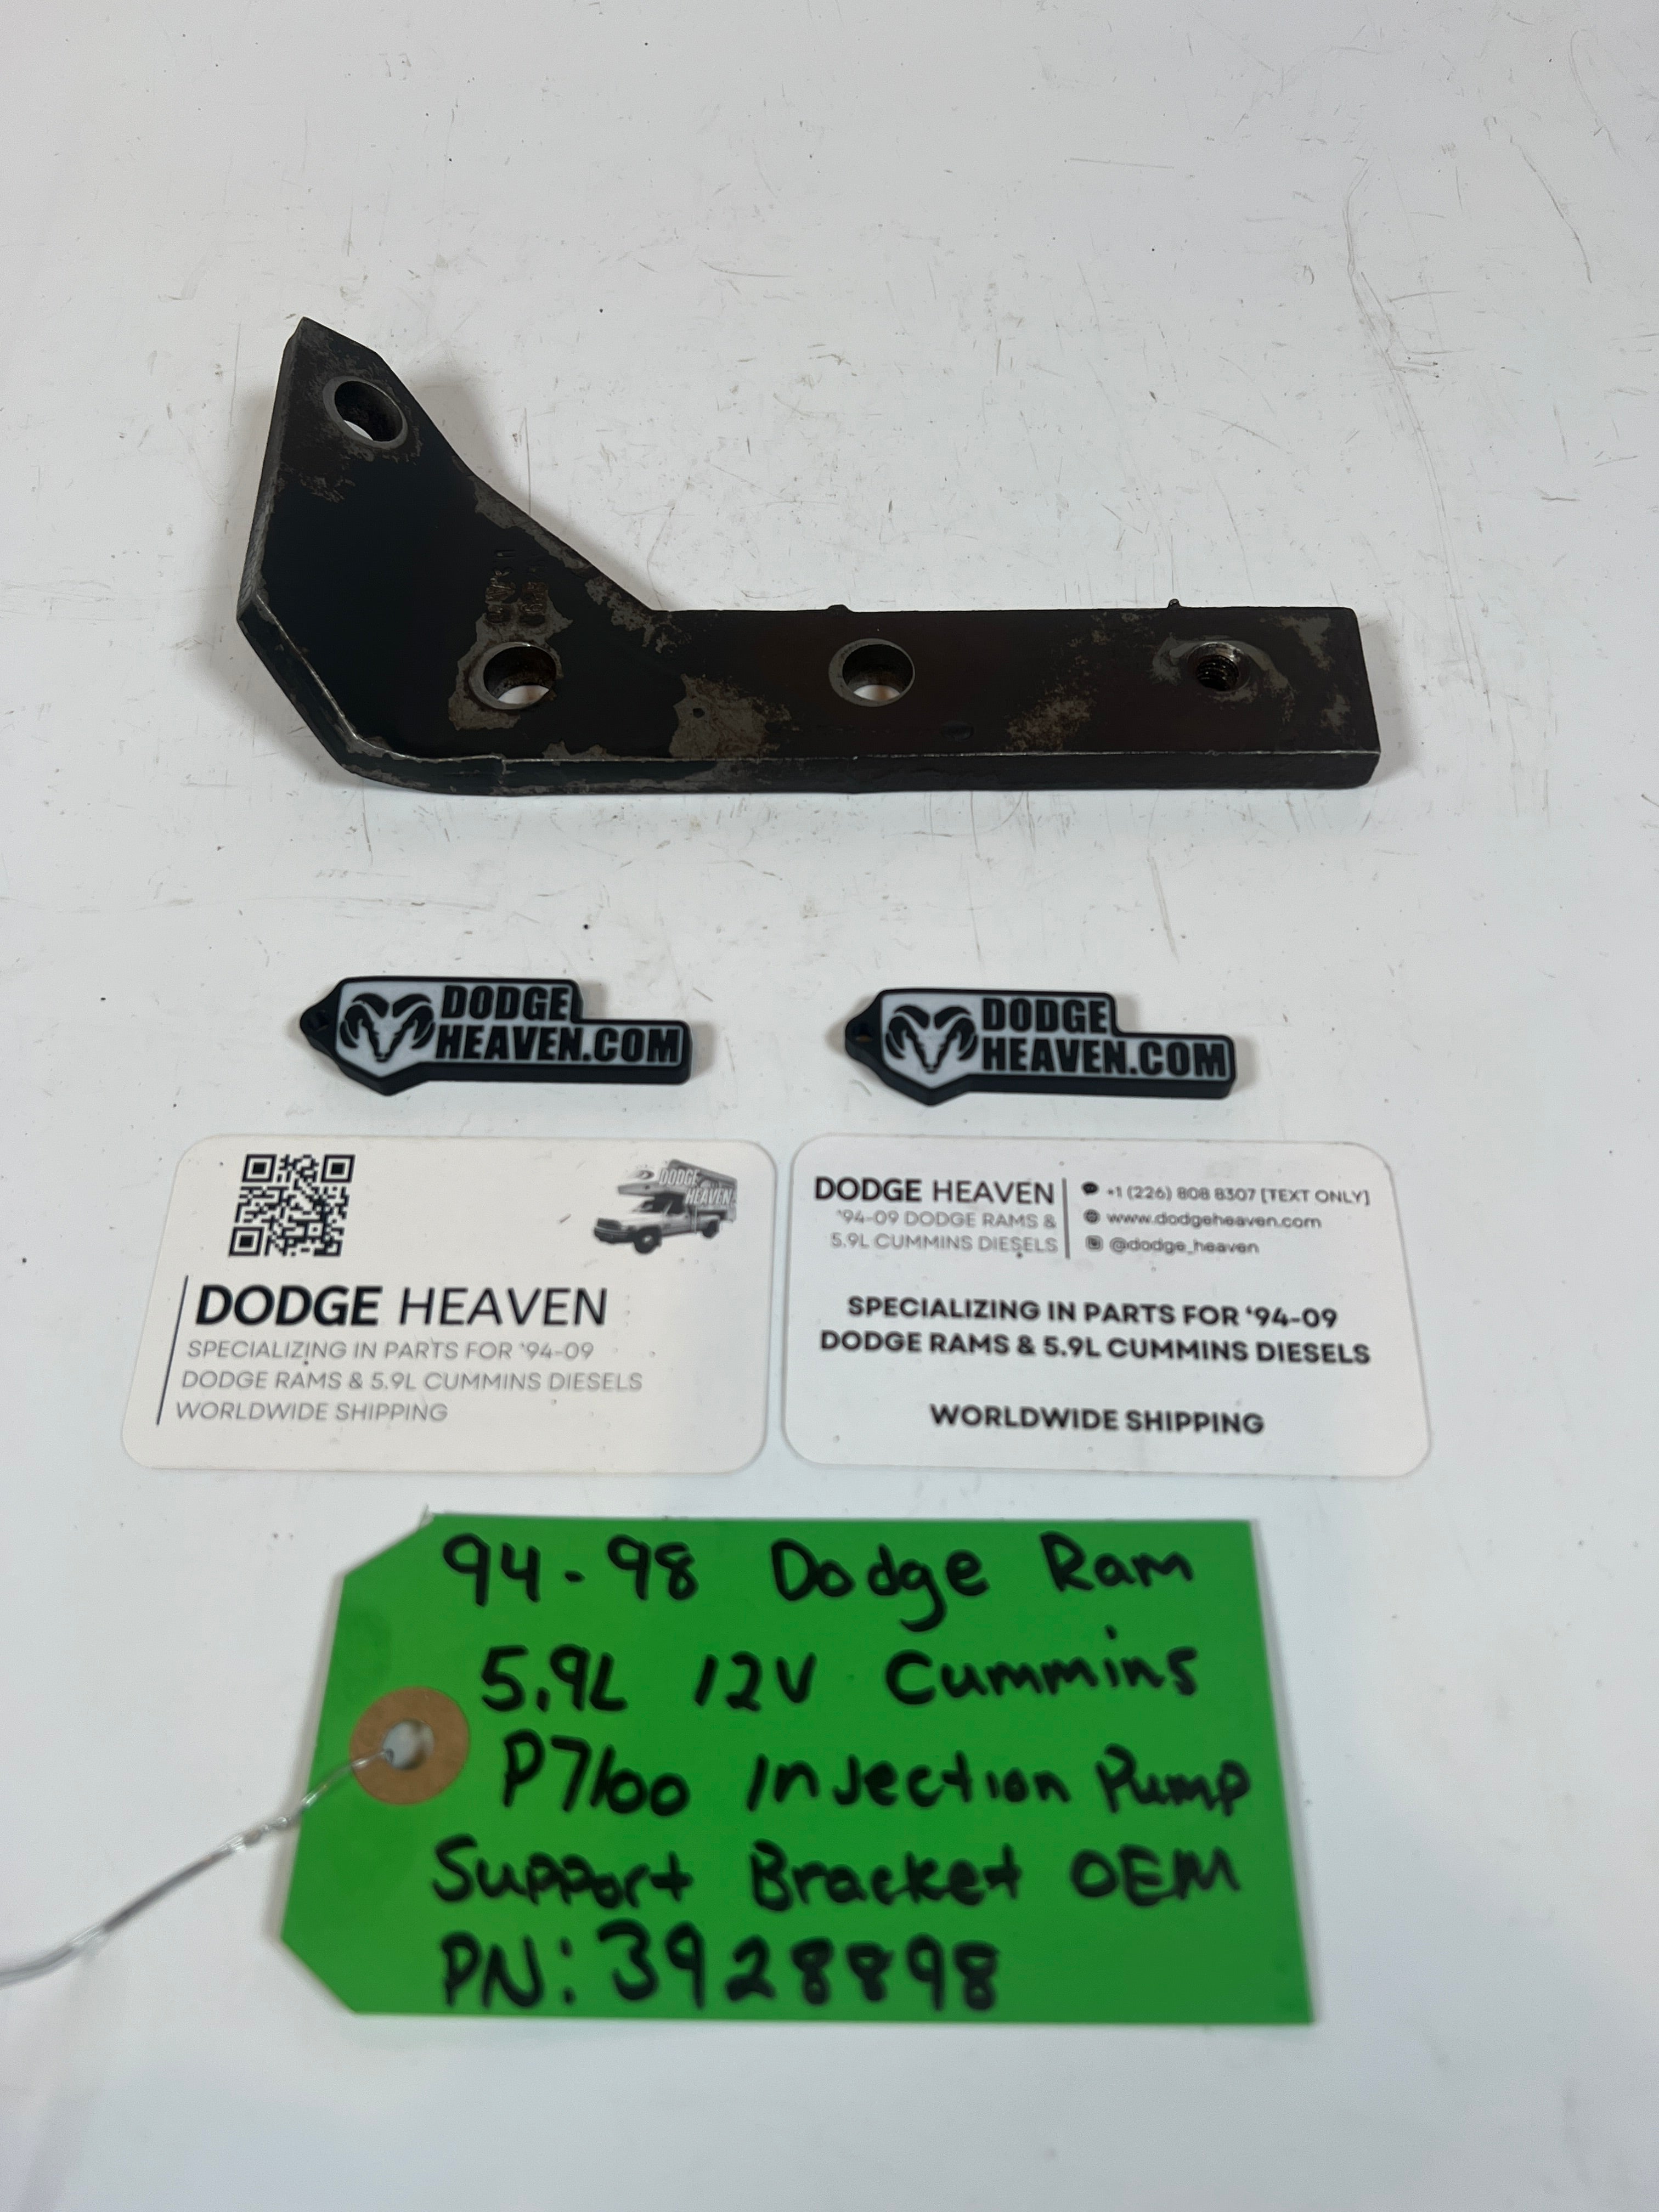 DODGE
HEAVEN.COM
DODGE
HEAVEN.COM
DODGE
HEAVEN
DODGE HEAVEN
SPECIALIZING IN PARTS FOR '94-09
DODGE RAMS & 5.9L CUMMINS DIESELS
WORLDWIDE SHIPPING
DODGE HEAVEN
'94-09 DODGE RAMS &
5.9L CUMMINS DIESELS
+1 (226) 808 8307 [TEXT ONLY]
www.dodgeheaven.com
@dodge_heaven
SPECIALIZING IN PARTS FOR '94-09
DODGE RAMS & 5.9L CUMMINS DIESELS
WORLDWIDE SHIPPING
94-98 Dodge Ram
5.9L 12V Cummins
P7100 Injection Pump
Support Bracket OEM
PN: 3928898